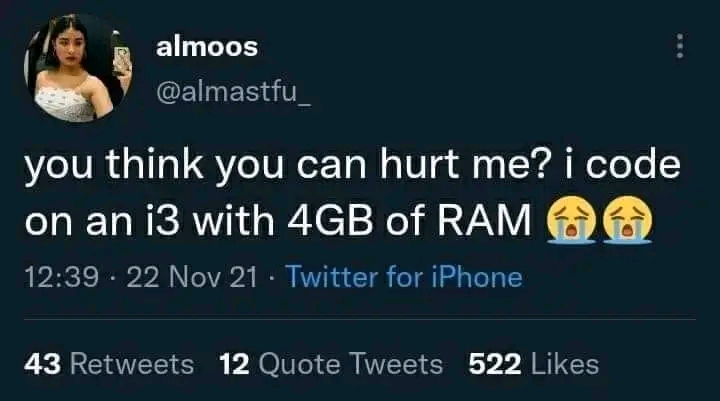 almoos
@almastfu_
you think you can hurt me? i code
on an i3 with 4GB of RAM 😭😭
12:39 · 22 Nov 21 · Twitter for iPhone
43 Retweets 12 Quote Tweets 522 Likes